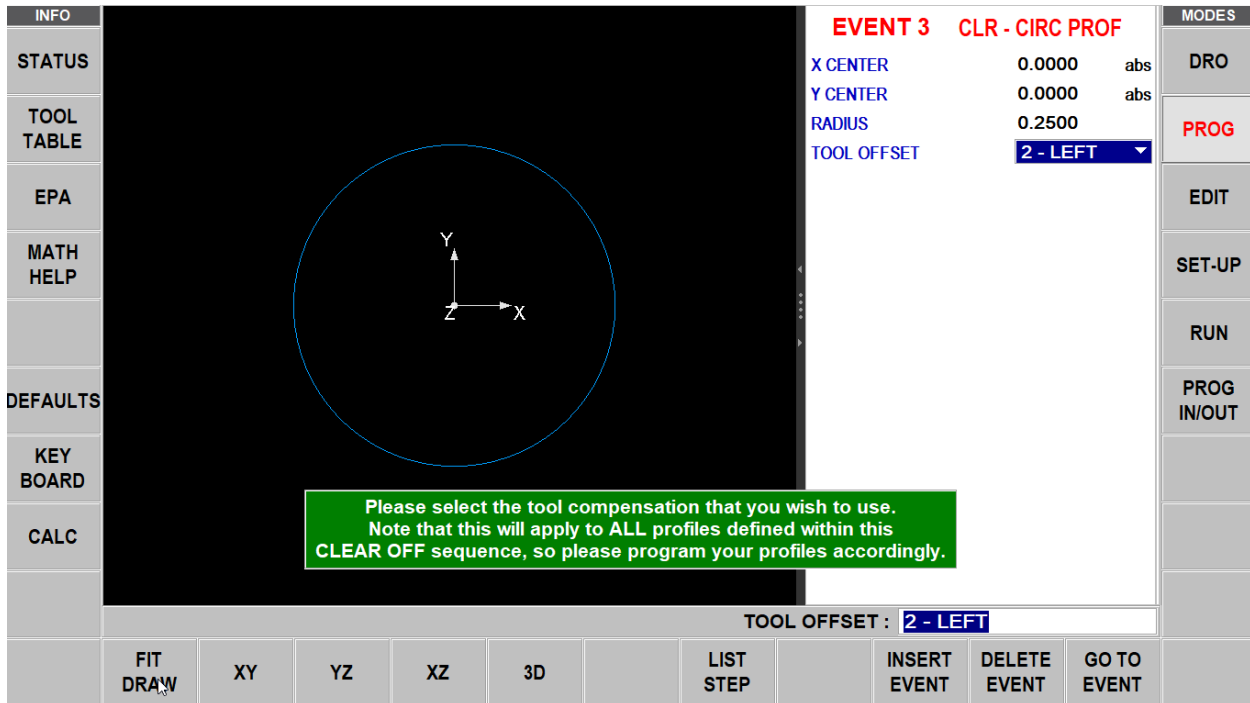 INFO
STATUS
TOOL
TABLE
EPA
MATH
HELP
DEFAULTS
KEY
BOARD
CALC
Y
Z
X
EVENT 3 CLR - CIRC PROF
X CENTER 0.0000 abs
Y CENTER 0.0000 abs
RADIUS 0.2500
TOOL OFFSET 2 - LEFT
Please select the tool compensation that you wish to use.
Note that this will apply to ALL profiles defined within this
CLEAR OFF sequence, so please program your profiles accordingly.
TOOL OFFSET : 2 - LEFT
MODES
DRO
PROG
EDIT
SET-UP
RUN
PROG
IN/OUT
FIT
DRAW
XY
YZ
XZ
3D
LIST
STEP
INSERT
EVENT
DELETE
EVENT
GO TO
EVENT